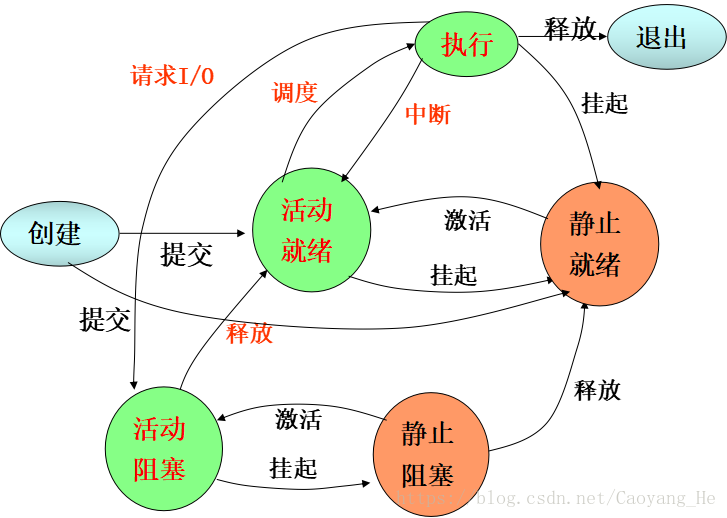 执行
释放
退出
请求I/O
调度
中断
挂起
创建
提交
活动
就绪
激活
挂起
静止
就绪
提交
释放
活动
阻塞
激活
挂起
静止
阻塞
释放
https://blog.csdn.net/Caoyang_He